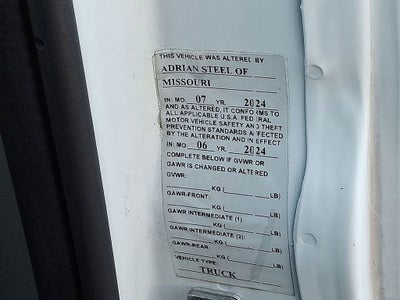 THIS VEHICLE WAS ALTERED BY:
ADRIAN STEEL OF
MISSOURI
IN: MO. 07 YR. 2024
AND AS, ALTERED, IT CONFORMS TO
ALL APPLICABLE U.S.A. FEDERAL
MOTOR VEHICLE SAFETY AND THEFT
PREVENTION STANDARDS AFFECTED
BY THE ALTERATION AND IN EFFECT
IN: MO. 06 YR. 2024
COMPLETE BELOW IF GVWR OR
GAWR IS CHANGED OR ALTERED
GVWR:
KG ( LB)
GAWR-FRONT:
KG ( LB)
GAWR INTERMEDIATE (1):
KG ( LB)
GAWR INTERMEDIATE (2):
KG ( LB)
GAWR-REAR:
KG ( LB)
VEHICLE TYPE:
TRUCK